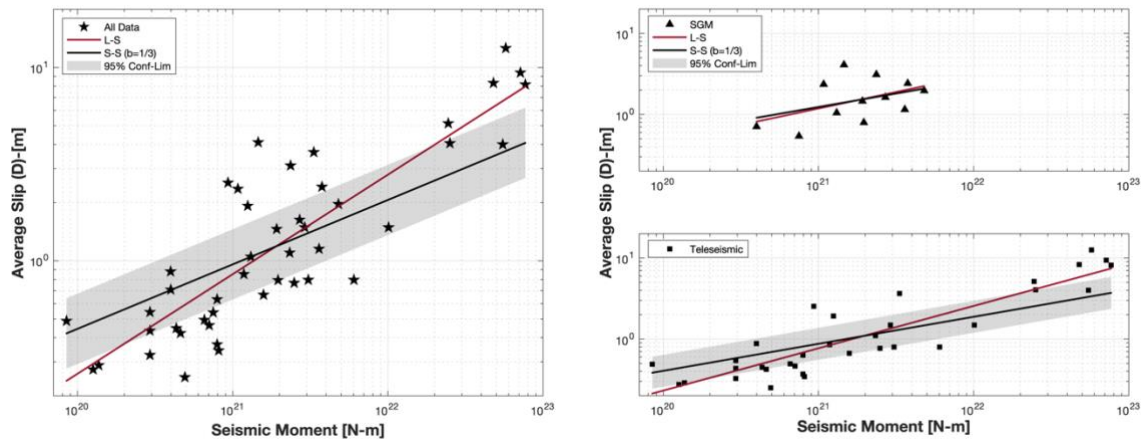 All Data
L-S
S-S (b=1/3)
95% Conf-Lim
10^1
10^0
Average Slip (D)-[m]
10^20
10^21
10^22
10^23
Seismic Moment [N-m]
SGM
L-S
S-S (b=1/3)
95% Conf-Lim
10^1
10^0
Average Slip (D)-[m]
10^20
10^21
10^22
10^23
Teleseismic
10^1
10^0
Average Slip (D)-[m]
10^20
10^21
10^22
10^23
Seismic Moment [N-m]